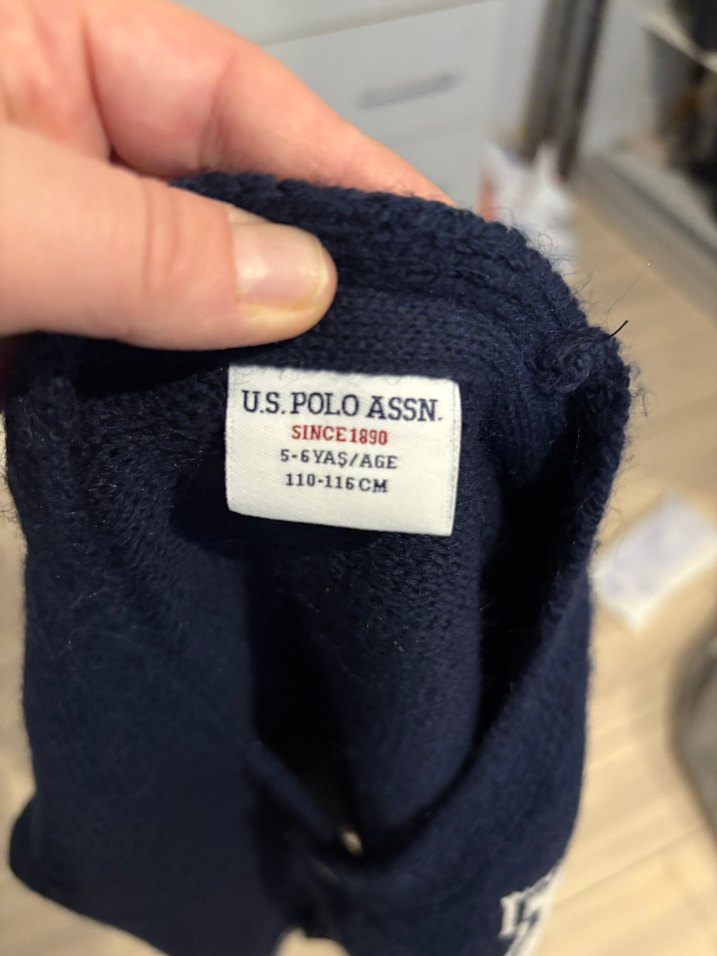 U.S. POLO ASSN.
SINCE 1890
5-6 YAŞ/AGE
110-116 CM